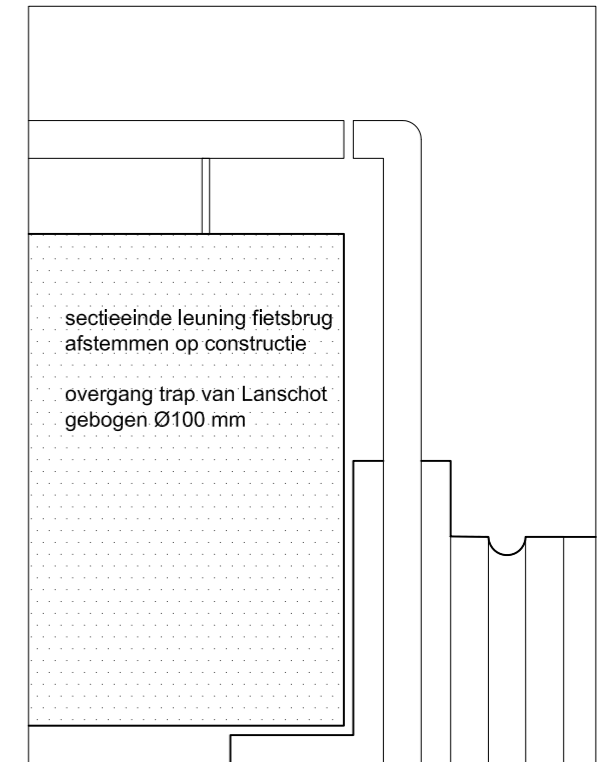 sectieeinde leuning fietsbrug
afstemmen op constructie
overgang trap van Lanschot
gebogen Ø100 mm